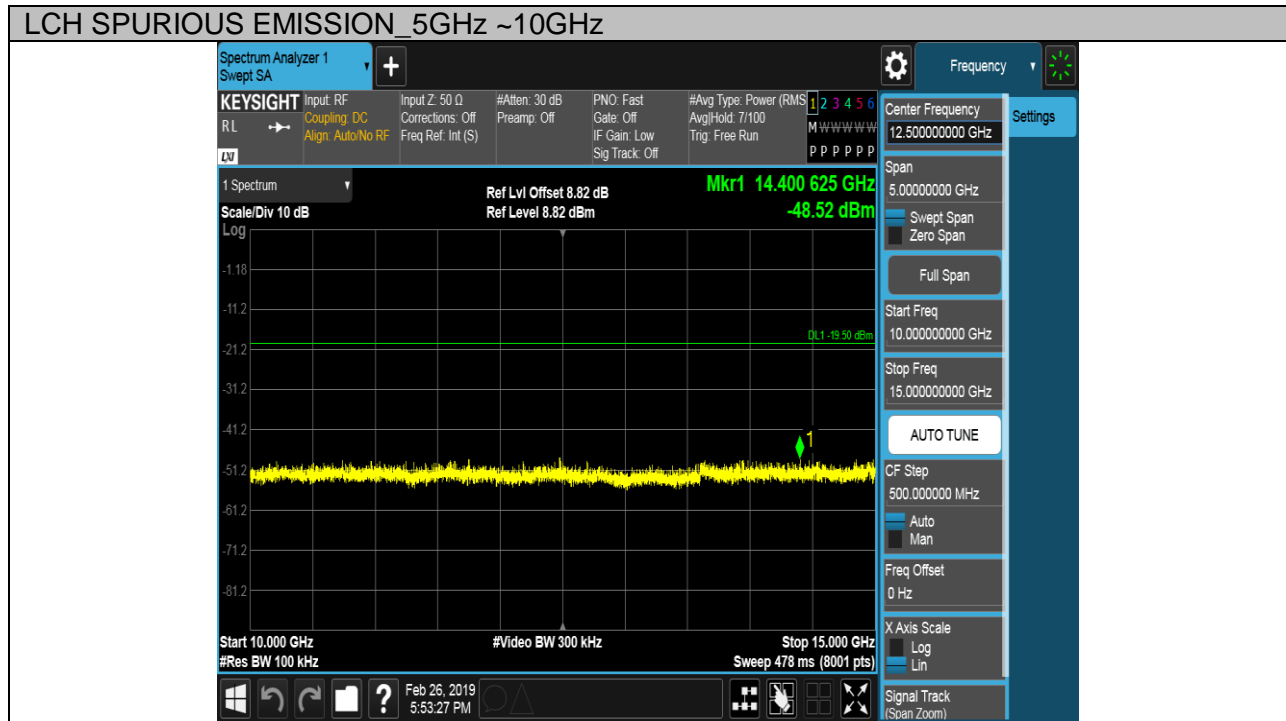 LCH SPURIOUS EMISSION_5GHz ~10GHz
Spectrum Analyzer 1
Swept SA
+
Frequency
KEYSIGHT
RL
LXI
Input: RF
Coupling: DC
Align: Auto/No RF
Input Z: 50 Ω
Corrections: Off
Freq Ref: Int (S)
#Atten: 30 dB
Preamp: Off
PNO: Fast
Gate: Off
IF Gain: Low
Sig Track: Off
#Avg Type: Power (RMS
Avg|Hold: 7/100
Trig: Free Run
1 2 3 4 5 6
M W W W W W
P P P P P P
1 Spectrum
Scale/Div 10 dB
Log
Ref Lvl Offset 8.82 dB
Ref Level 8.82 dBm
Mkr1 14.400 625 GHz
-48.52 dBm
-1.18
-11.2
DL1 -19.50 dBm
-21.2
-31.2
-41.2
1
-51.2
-61.2
-71.2
-81.2
Start 10.000 GHz
#Res BW 100 kHz
#Video BW 300 kHz
Stop 15.000 GHz
Sweep 478 ms (8001 pts)
?
Feb 26, 2019
5:53:27 PM
Center Frequency
12.500000000 GHz
Settings
Span
5.00000000 GHz
Swept Span
Zero Span
Full Span
Start Freq
10.000000000 GHz
Stop Freq
15.000000000 GHz
AUTO TUNE
CF Step
500.000000 MHz
Auto
Man
Freq Offset
0 Hz
X Axis Scale
Log
Lin
Signal Track
(Span Zoom)